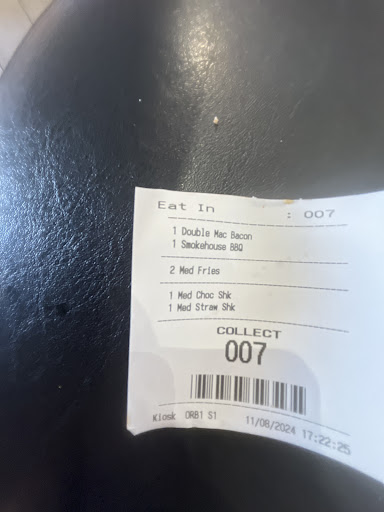 Eat In : 007
1 Double Mac Bacon
1 Smokehouse BBQ
2 Med Fries
1 Med Choc Shk
1 Med Straw Shk
COLLECT
007
Kiosk ORB1 S1 11/08/2024 17:22:25